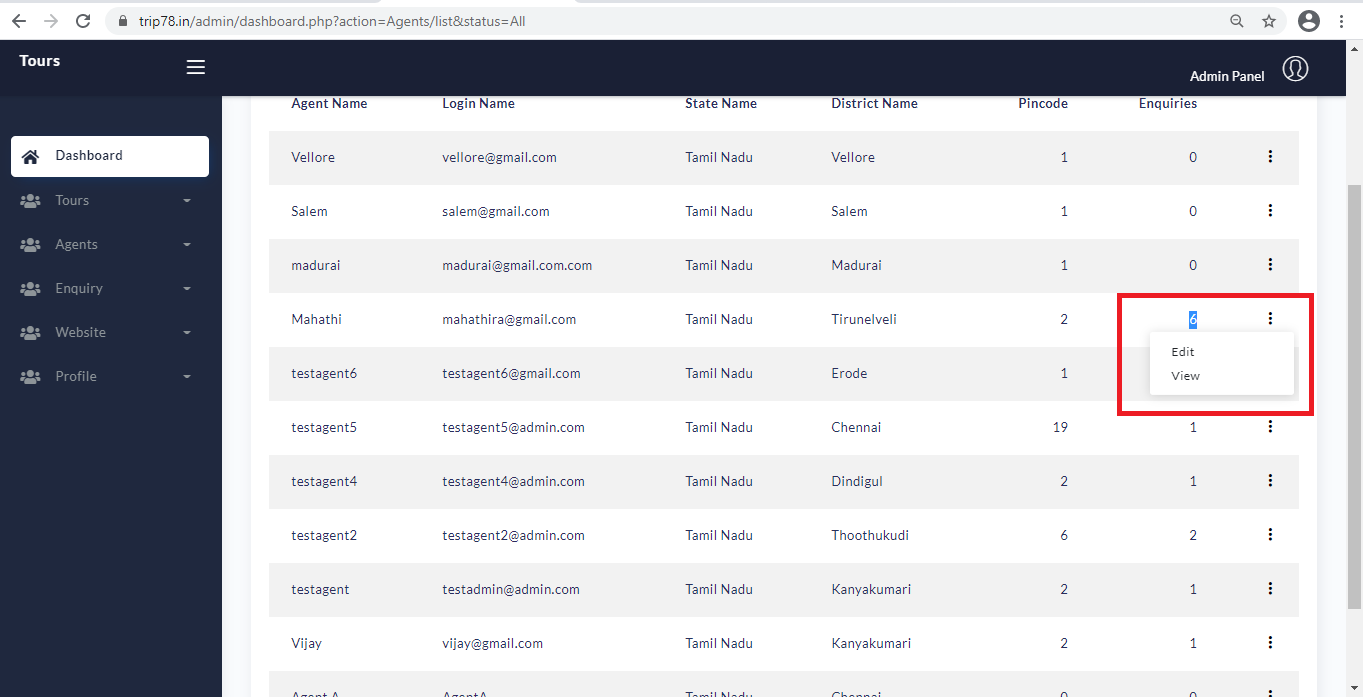 trip78.in/admin/dashboard.php?action=Agents/list&status=All
Tours
Admin Panel
Dashboard
Tours
Agents
Enquiry
Website
Profile
Agent Name Login Name State Name District Name Pincode Enquiries
Vellore vellore@gmail.com Tamil Nadu Vellore 1 0
Salem salem@gmail.com Tamil Nadu Salem 1 0
madurai madurai@gmail.com.com Tamil Nadu Madurai 1 0
Mahathi mahathira@gmail.com Tamil Nadu Tirunelveli 2 6
Edit
View
testagent6 testagent6@gmail.com Tamil Nadu Erode 1
testagent5 testagent5@admin.com Tamil Nadu Chennai 19 1
testagent4 testagent4@admin.com Tamil Nadu Dindigul 2 1
testagent2 testagent2@admin.com Tamil Nadu Thoothukudi 6 2
testagent testadmin@admin.com Tamil Nadu Kanyakumari 2 1
Vijay vijay@gmail.com Tamil Nadu Kanyakumari 2 1
Agent A AgentA Tamil Nadu Chennai 0 0